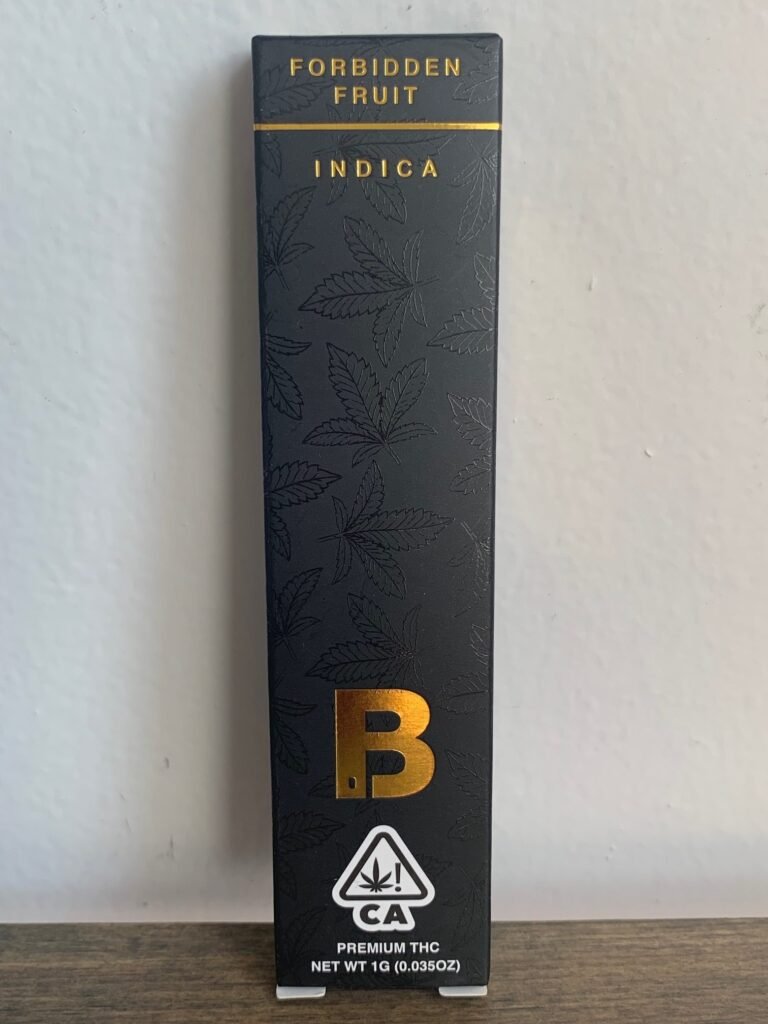 FORBIDDEN
FRUIT
INDICA
B
!
CA
PREMIUM THC
NET WT 1G (0.035OZ)